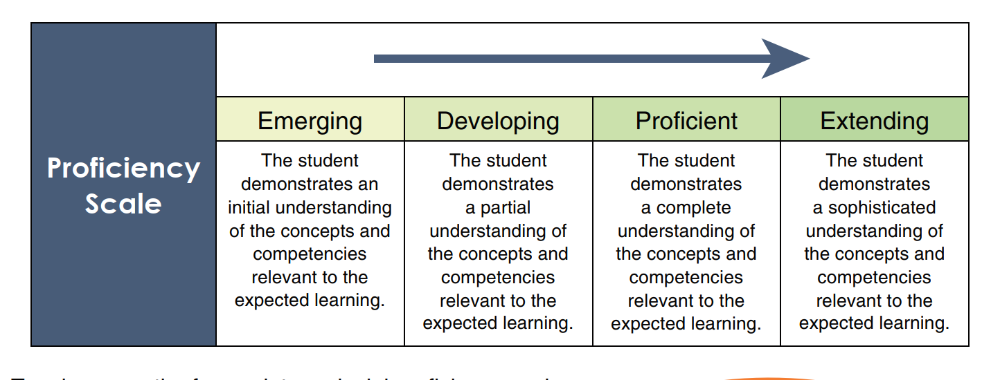 Proficiency
Scale
Emerging
The student
demonstrates an
initial understanding
of the concepts and
competencies
relevant to the
expected learning.
Developing
The student
demonstrates
a partial
understanding of
the concepts and
competencies
relevant to the
expected learning.
Proficient
The student
demonstrates
a complete
understanding of
the concepts and
competencies
relevant to the
expected learning.
Extending
The student
demonstrates
a sophisticated
understanding of
the concepts and
competencies
relevant to the
expected learning.